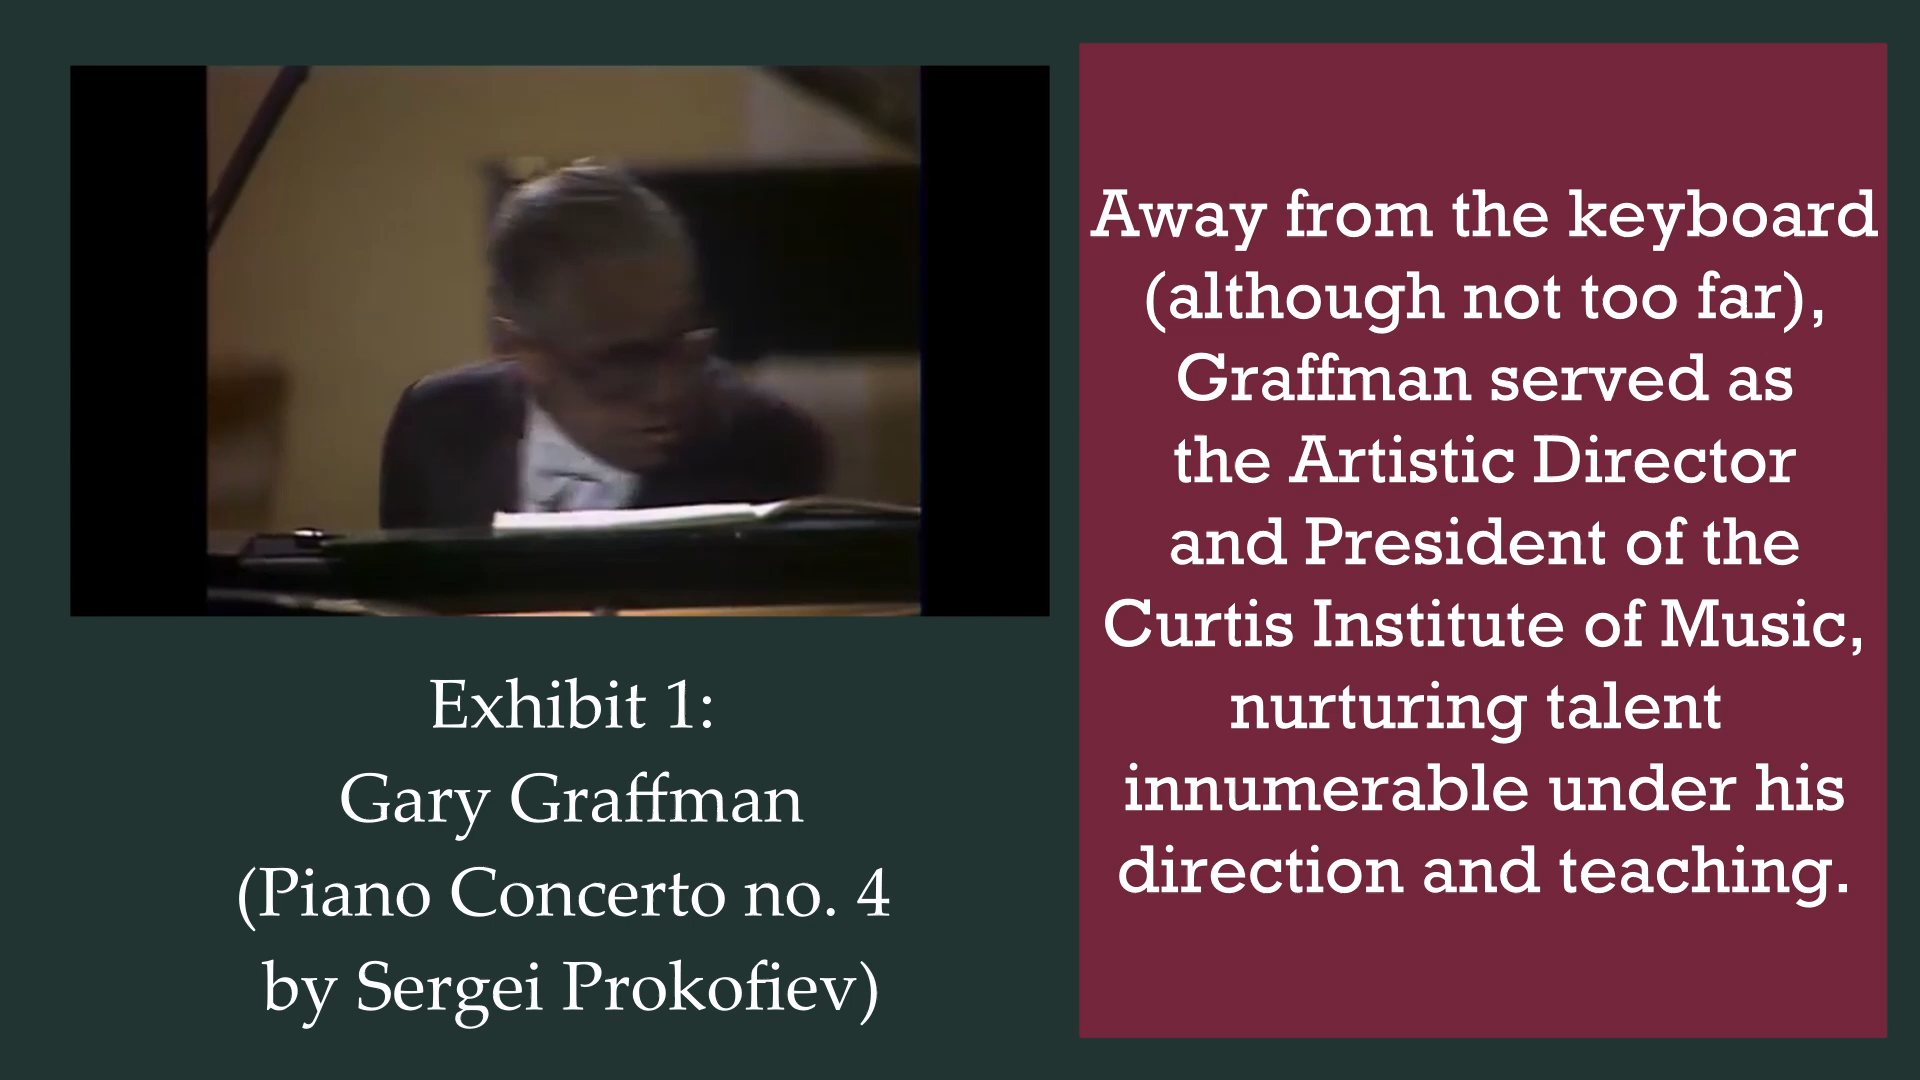 Exhibit 1:
Gary Graffman
(Piano Concerto no. 4
by Sergei Prokofiev)
Away from the keyboard
(although not too far),
Graffman served as
the Artistic Director
and President of the
Curtis Institute of Music,
nurturing talent
innumerable under his
direction and teaching.